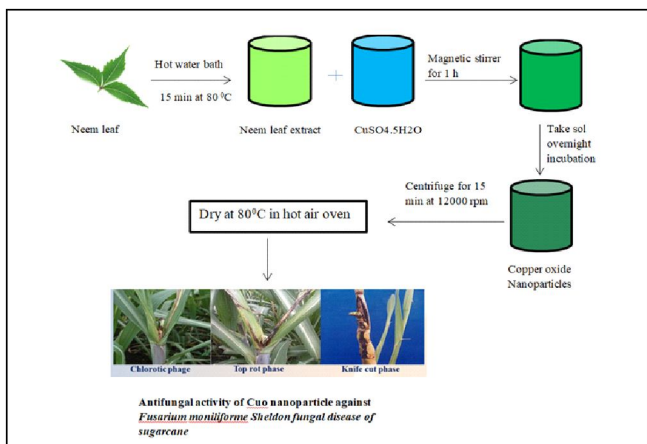 Hot water bath
15 min at 80 ⁰C
Neem leaf
Neem leaf extract
+
CuSO4.5H2O
Magnetic stirrer
for 1 h
Take sol
overnight
incubation
Copper oxide
Nanoparticles
Centrifuge for 15
min at 12000 rpm
Dry at 80⁰C in hot air oven
Chlorotic phage
Top rot phase
Knife cut phase
Antifungal activity of Cuo nanoparticle against
Fusarium moniliforme Sheldon fungal disease of
sugarcane